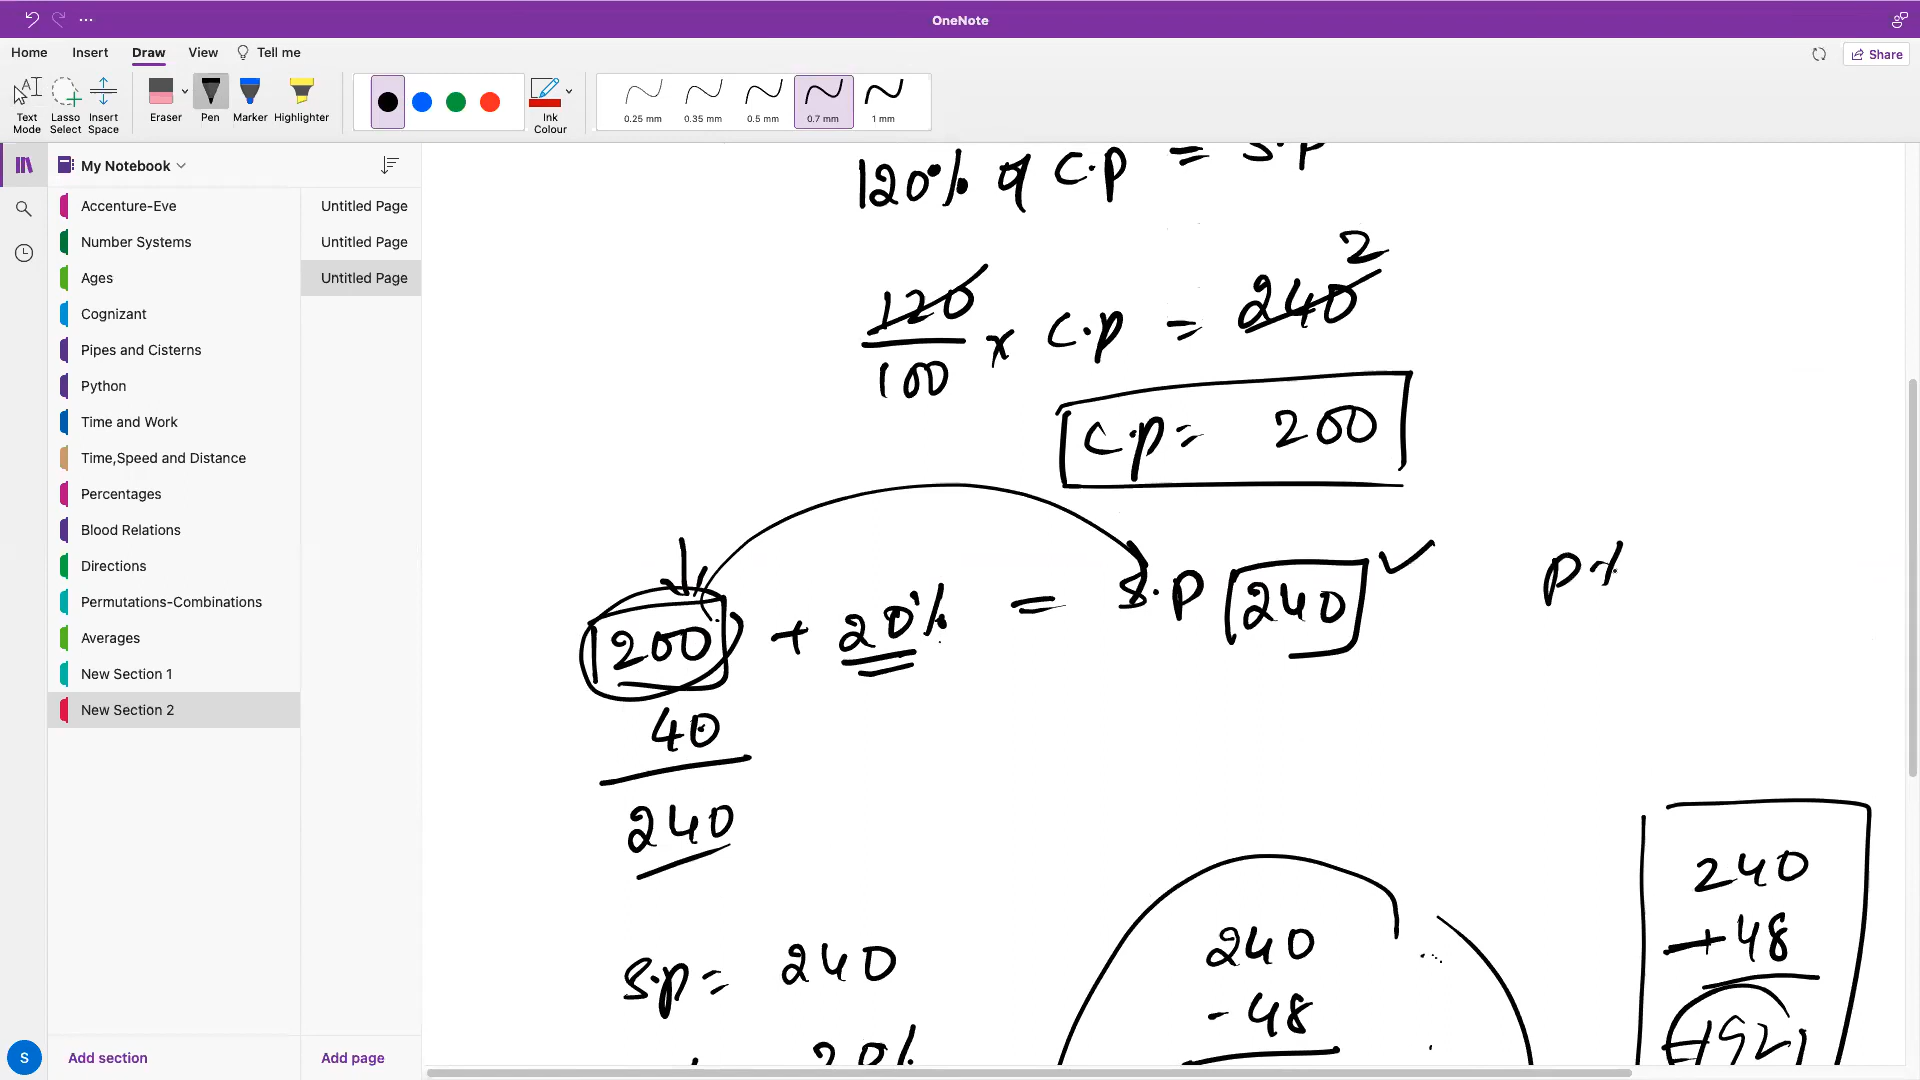 OneNote
Home Insert Draw View Tell me
Share
Text Mode
Lasso Select
Insert Space
Eraser
Pen
Marker
Highlighter
Ink Colour
0.25 mm
0.35 mm
0.5 mm
0.7 mm
1 mm
My Notebook
Accenture-Eve
Number Systems
Ages
Cognizant
Pipes and Cisterns
Python
Time and Work
Time,Speed and Distance
Percentages
Blood Relations
Directions
Permutations-Combinations
Averages
New Section 1
New Section 2
Untitled Page
Untitled Page
Untitled Page
S
Add section
Add page
120% of C.P = S.P
2
120/100 x C.P = 240
C.P = 200
200 + 20% = S.P 240 ✓
40
240
P%
S.P = 240
20%
240
- 48
240
+ 48